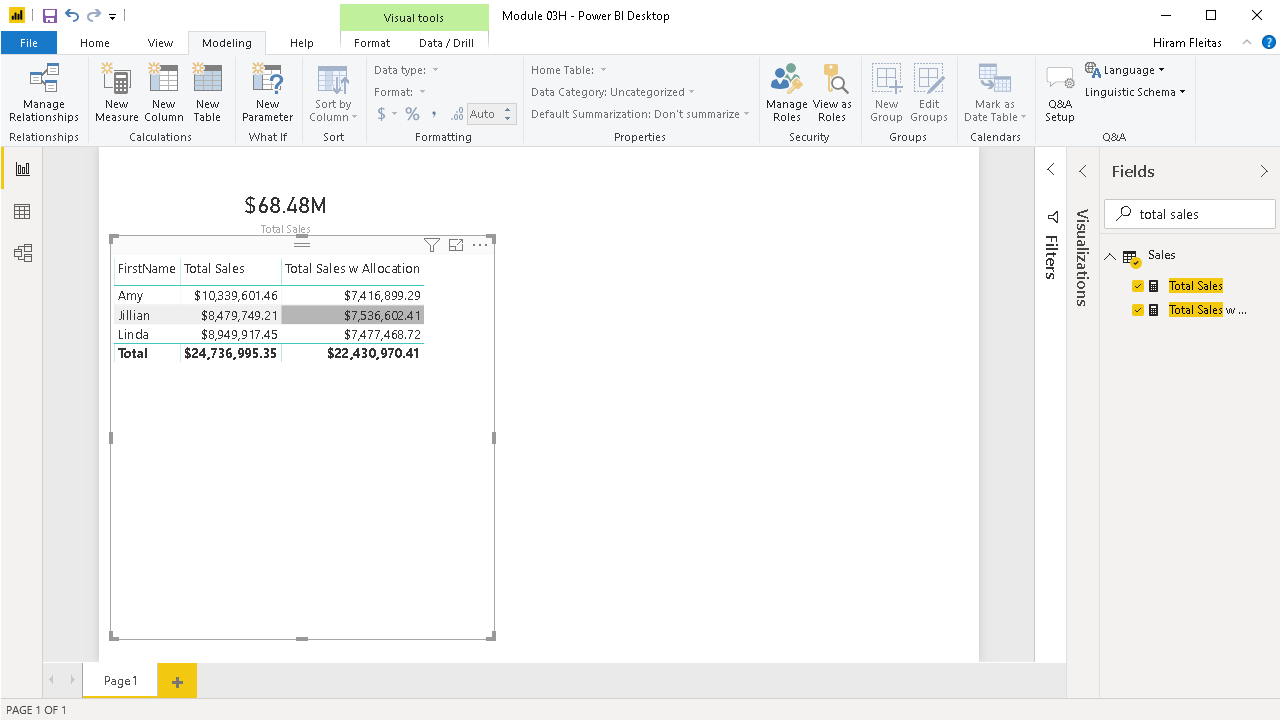 Visual tools
Module 03H - Power BI Desktop
File Home View Modeling Help Format Data / Drill Hiram Fleitas
Manage Relationships
New Measure
New Column
New Table
New Parameter
Sort by Column
Data type:
Format:
$ % , .00 Auto
Home Table:
Data Category: Uncategorized
Default Summarization: Don't summarize
Manage Roles
View as Roles
New Group
Edit Groups
Mark as Date Table
Q&A Setup
Language
Linguistic Schema
Relationships Calculations What If Sort Formatting Properties Security Groups Calendars Q&A
$68.48M
Total Sales
FirstName Total Sales Total Sales w Allocation
Amy $10,339,601.46 $7,416,899.29
Jillian $8,479,749.21 $7,536,602.41
Linda $8,949,917.45 $7,477,468.72
Total $24,736,995.35 $22,430,970.41
Filters
Visualizations
Fields
total sales
Sales
Total Sales
Total Sales w ...
Page1
PAGE 1 OF 1